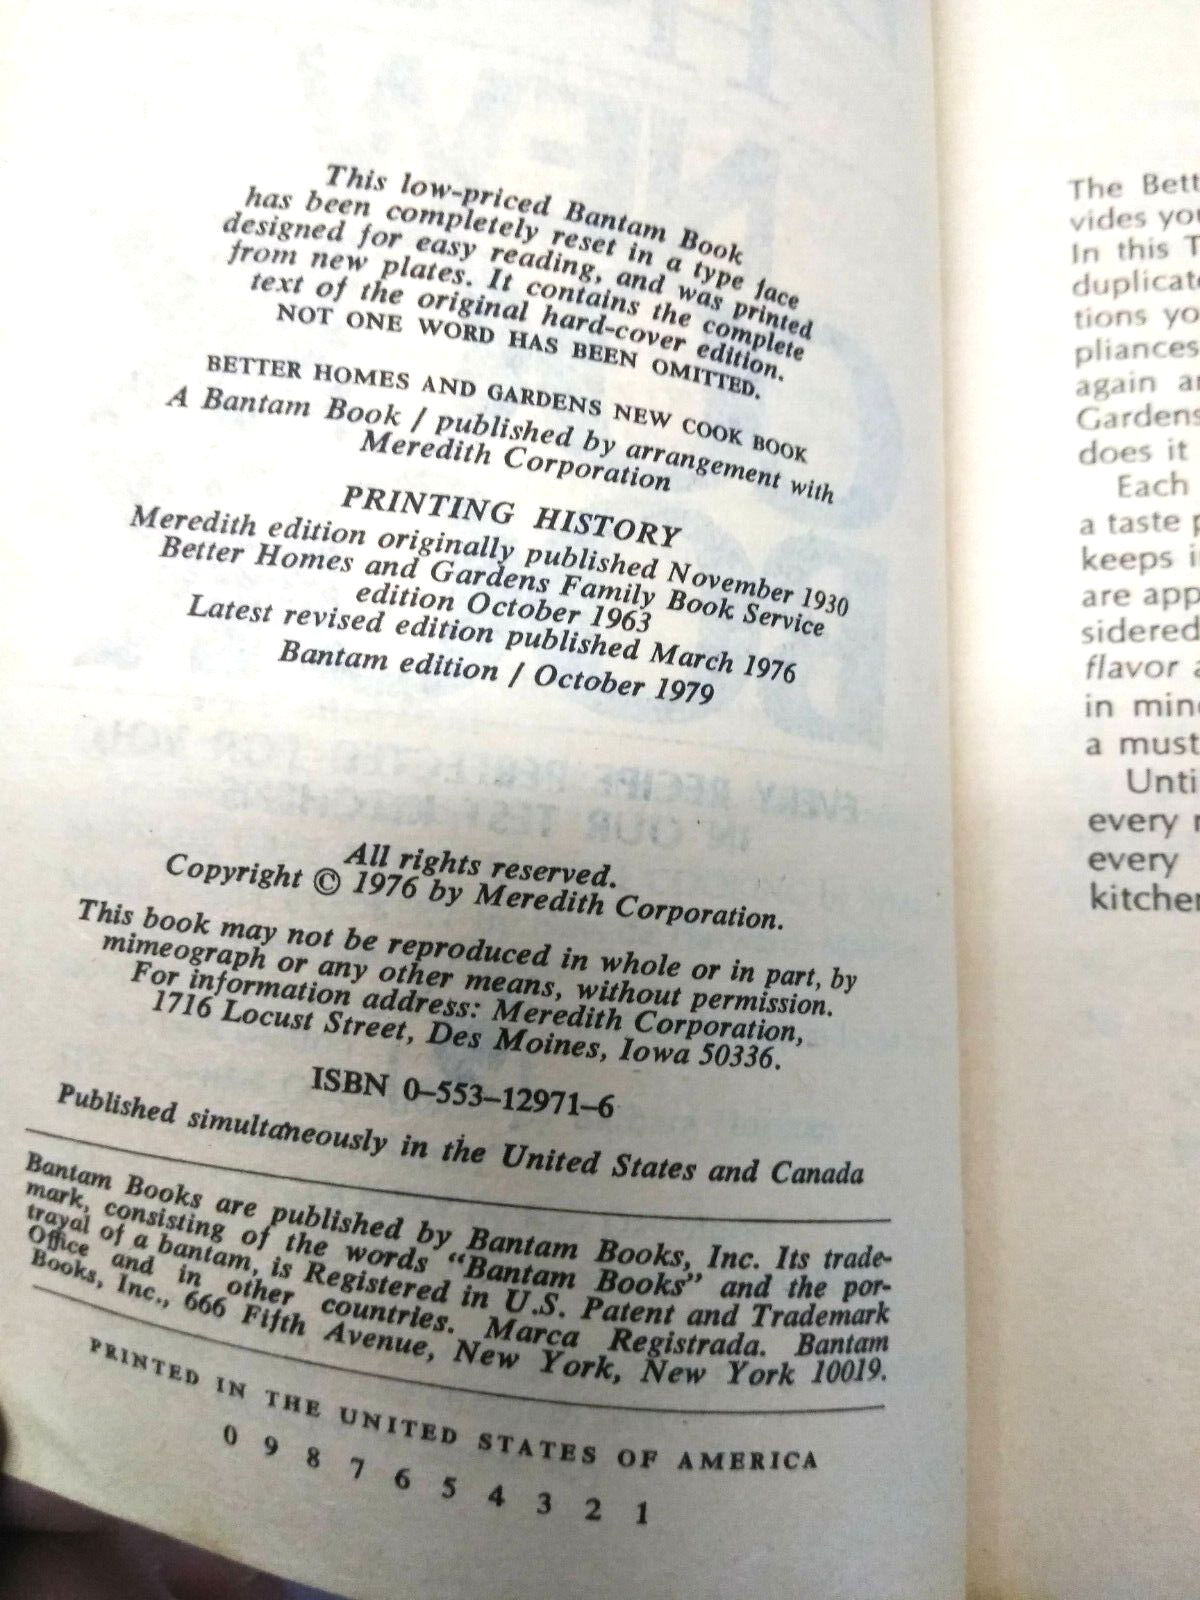 This low-priced Bantam Book
has been completely reset in a type face
designed for easy reading, and was printed
from new plates. It contains the complete
text of the original hard-cover edition.
NOT ONE WORD HAS BEEN OMITTED.
BETTER HOMES AND GARDENS NEW COOK BOOK
A Bantam Book / published by arrangement with
Meredith Corporation
PRINTING HISTORY
Meredith edition originally published November 1930
Better Homes and Gardens Family Book Service
edition October 1963
Latest revised edition published March 1976
Bantam edition / October 1979
All rights reserved.
Copyright © 1976 by Meredith Corporation.
This book may not be reproduced in whole or in part, by
mimeograph or any other means, without permission.
For information address: Meredith Corporation,
1716 Locust Street, Des Moines, Iowa 50336.
ISBN 0–553–12971–6
Published simultaneously in the United States and Canada
Bantam Books are published by Bantam Books, Inc. Its trade-
mark, consisting of the words "Bantam Books" and the por-
trayal of a bantam, is Registered in U.S. Patent and Trademark
Office and in other countries. Marca Registrada. Bantam
Books, Inc., 666 Fifth Avenue, New York, New York 10019.
PRINTED IN THE UNITED STATES OF AMERICA
0 9 8 7 6 5 4 3 2 1
The Bett
vides you
In this T
duplicate
tions yo
pliances
again an
Gardens
does it
Each
a taste p
keeps i
are app
sidered
flavor a
in min
a must
Unti
every r
every
kitchen